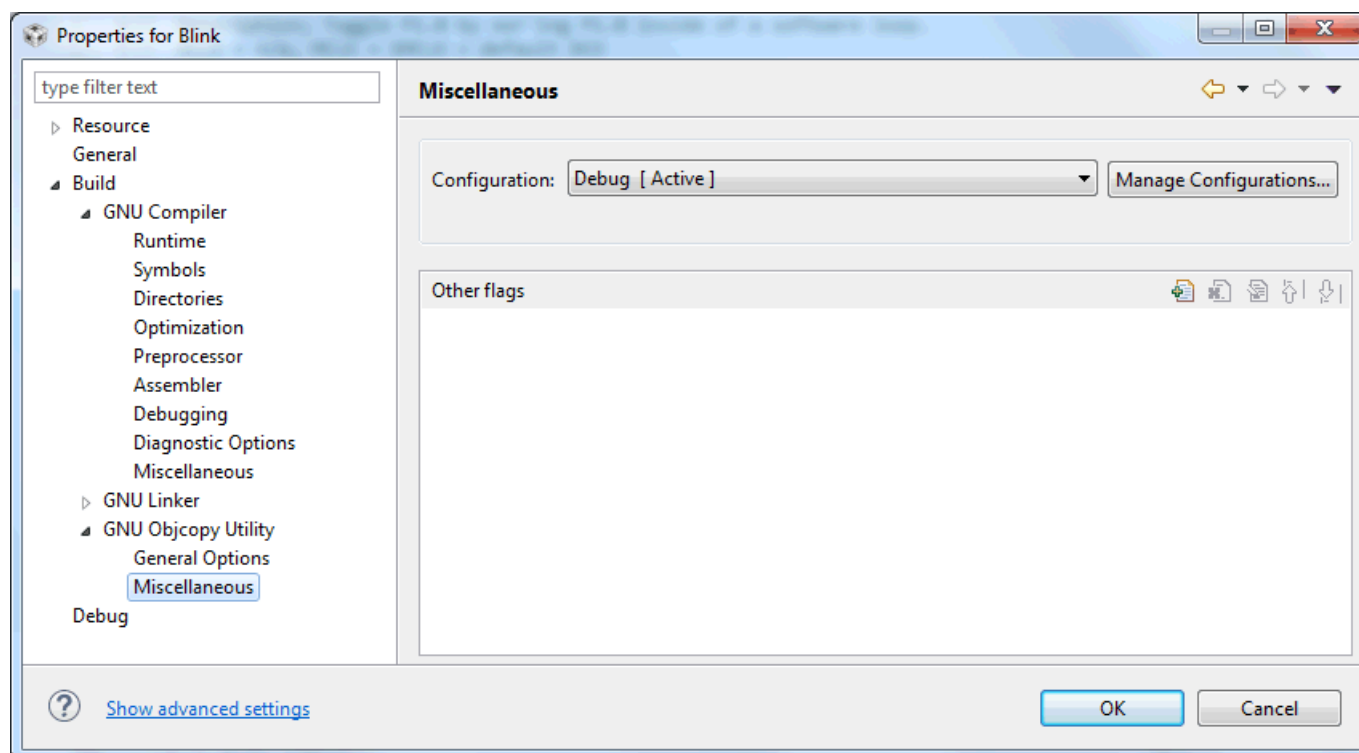 Properties for Blink
type filter text
Resource
General
Build
GNU Compiler
Runtime
Symbols
Directories
Optimization
Preprocessor
Assembler
Debugging
Diagnostic Options
Miscellaneous
GNU Linker
GNU Objcopy Utility
General Options
Miscellaneous
Debug
Miscellaneous
Configuration: Debug [ Active ] Manage Configurations...
Other flags
Show advanced settings
OK Cancel